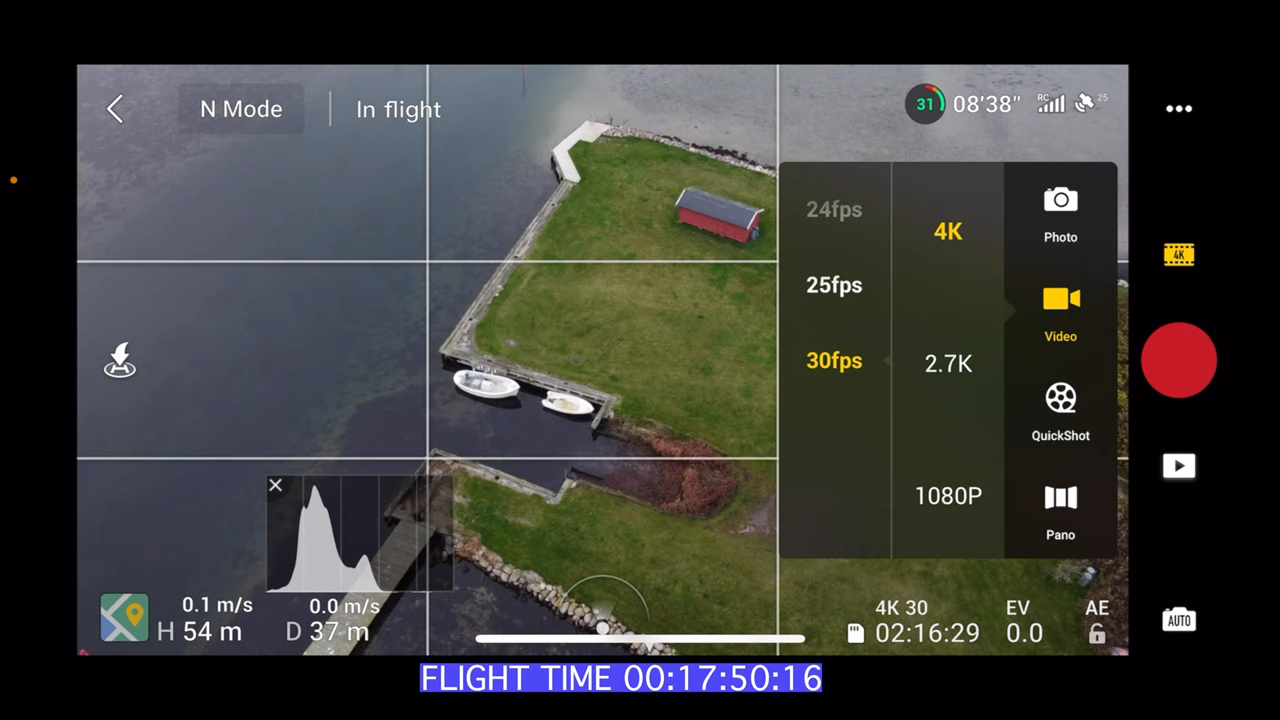 N Mode
In flight
31
08'38"
RC
25
24fps
25fps
30fps
4K
2.7K
1080P
Photo
Video
QuickShot
Pano
4K
0.1 m/s
0.0 m/s
H 54 m
D 37 m
4K 30
02:16:29
EV
0.0
AE
AUTO
FLIGHT TIME 00:17:50:16